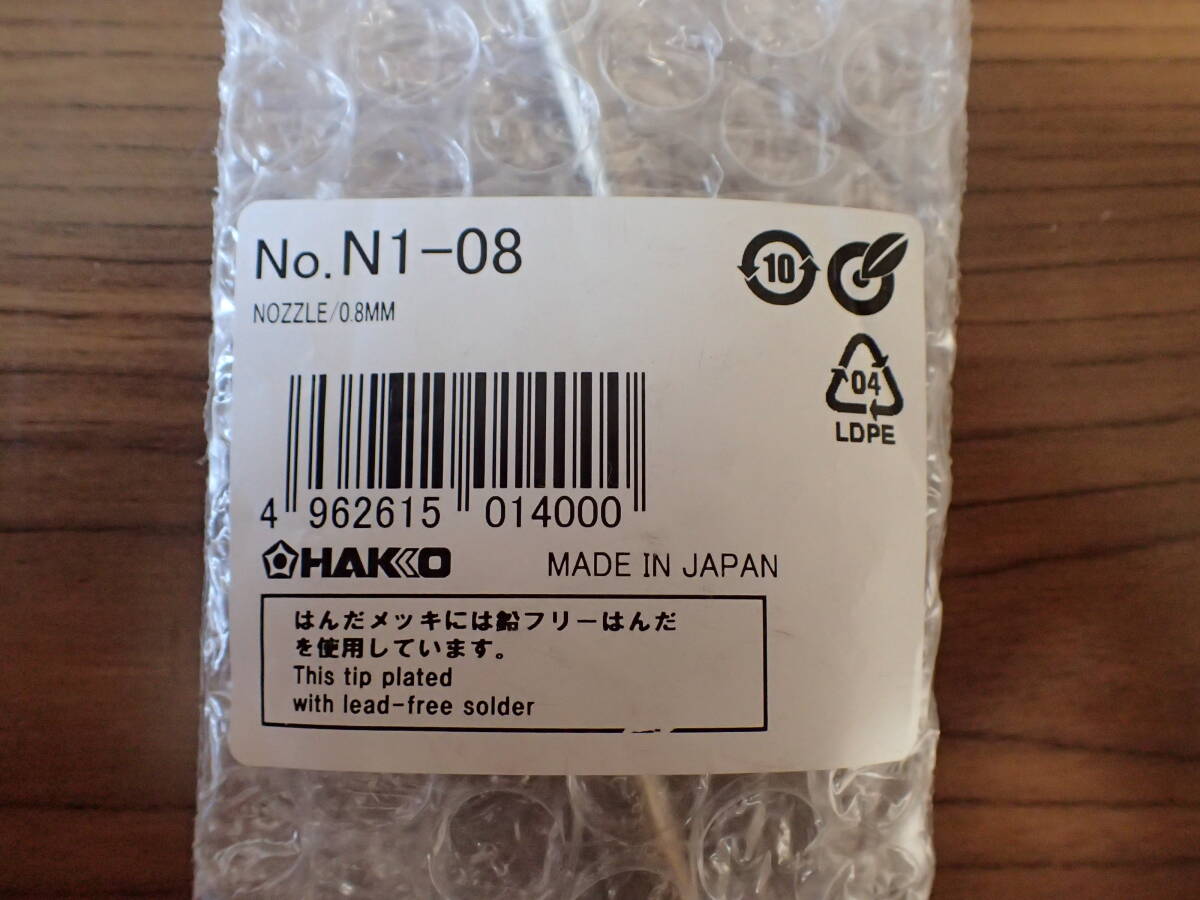 No. N1-08
NOZZLE/0.8MM
10
04
LDPE
4 962615 014000
HAKKO
MADE IN JAPAN
はんだメッキには鉛フリーはんだ
を使用しています。
This tip plated
with lead-free solder